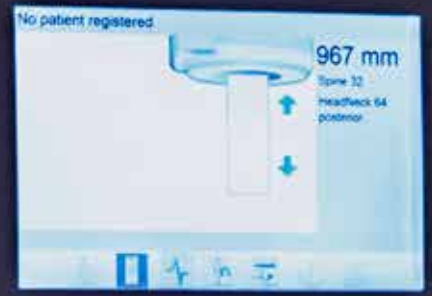 No patient registered
967 mm
Spine 32
HeadNeck 64
posterior